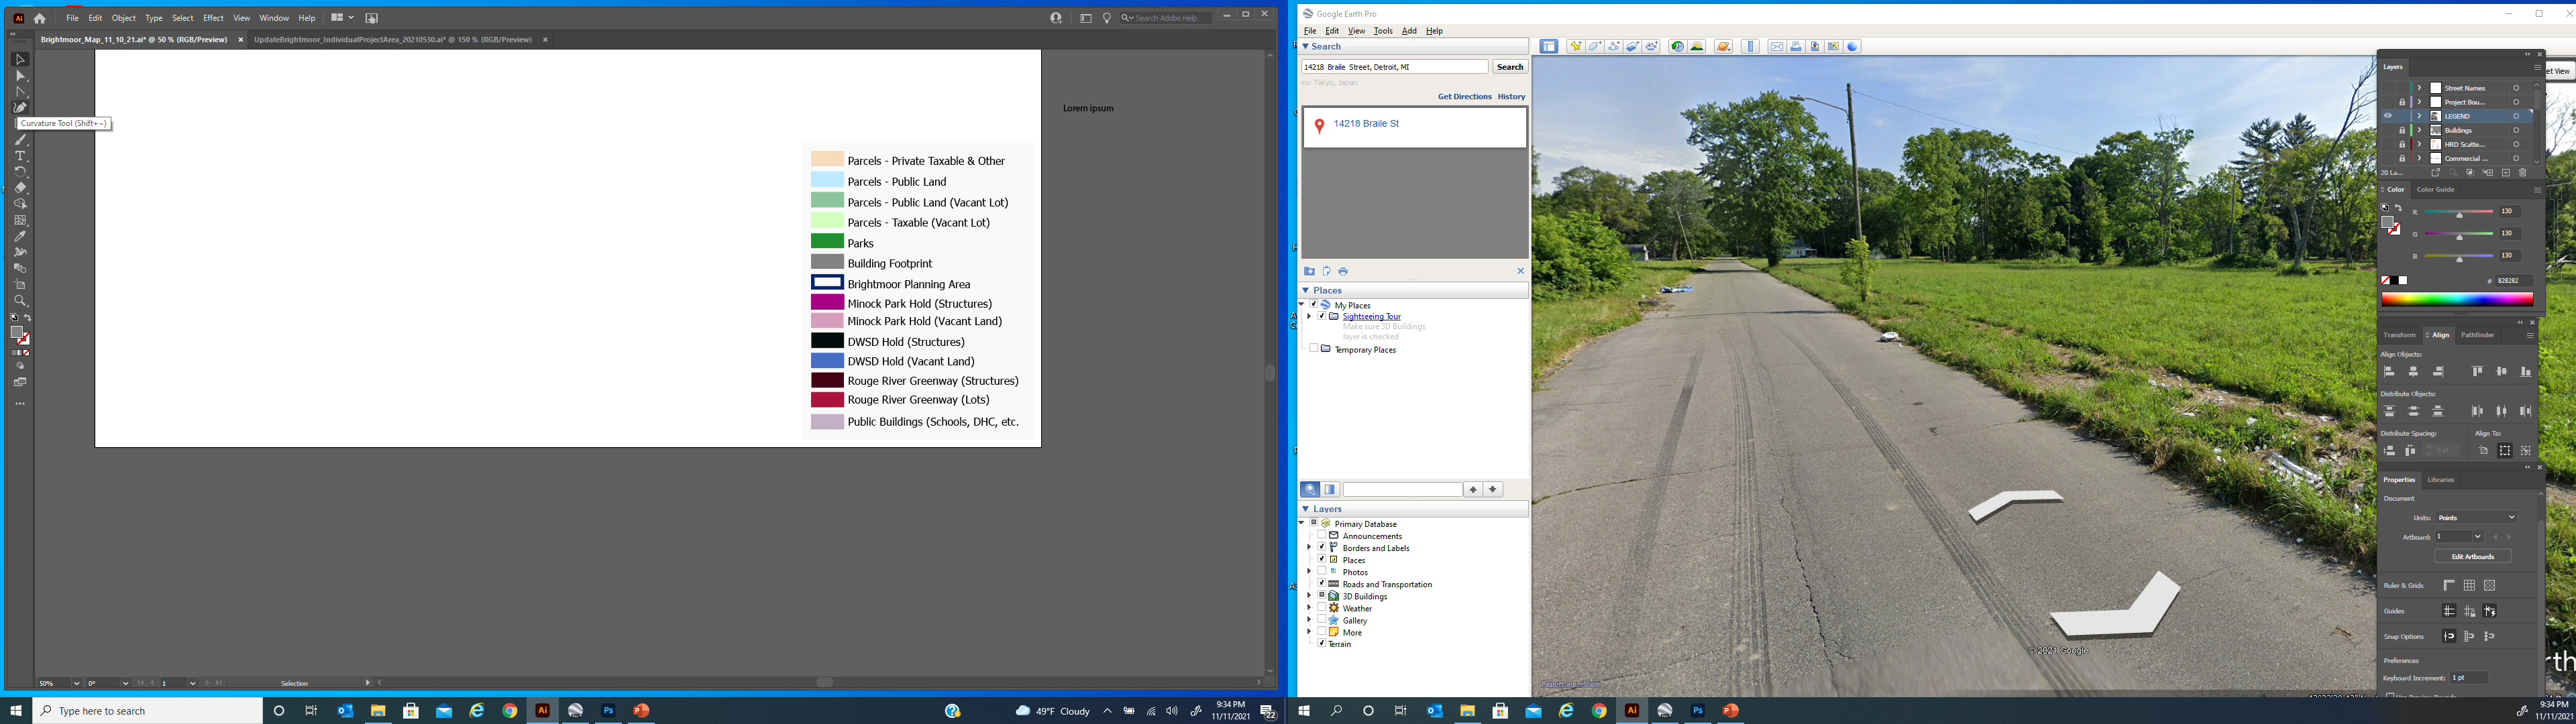 File Edit Object Type Select Effect View Window Help
Search Adobe Help
Brightmoor_Map_11_10_21.ai* @ 50 % (RGB/Preview)
UpdateBrightmoor_IndividualProjectArea_20210530.ai* @ 150 % (RGB/Preview)
Curvature Tool (Shift+~)
Lorem ipsum
Parcels - Private Taxable & Other
Parcels - Public Land
Parcels - Public Land (Vacant Lot)
Parcels - Taxable (Vacant Lot)
Parks
Building Footprint
Brightmoor Planning Area
Minock Park Hold (Structures)
Minock Park Hold (Vacant Land)
DWSD Hold (Structures)
DWSD Hold (Vacant Land)
Rouge River Greenway (Structures)
Rouge River Greenway (Lots)
Public Buildings (Schools, DHC, etc.
50% 0° 1 Selection
Type here to search
49°F Cloudy
9:34 PM
11/11/2021
22
Google Earth Pro
File Edit View Tools Add Help
Search
14218 Braile Street, Detroit, MI
Search
ex: Tokyo, Japan
Get Directions History
14218 Braile St
Places
My Places
Sightseeing Tour
Make sure 3D Buildings
layer is checked
Temporary Places
Layers
Primary Database
Announcements
Borders and Labels
Places
Photos
Roads and Transportation
3D Buildings
Weather
Gallery
More
Terrain
© 2021 Google
Layers
Street Names
Project Bou...
LEGEND
Buildings
HRD Scatte...
Commercial ...
20 La...
Color Color Guide
R 130
G 130
B 130
# 828282
Transform Align Pathfinder
Align Objects:
Distribute Objects:
Distribute Spacing: Align To:
0 pt
Properties Libraries
Document
Units: Points
Artboard: 1
Edit Artboards
Ruler & Grids
Guides
Snap Options
Preferences
Keyboard Increment: 1 pt
9:34 PM